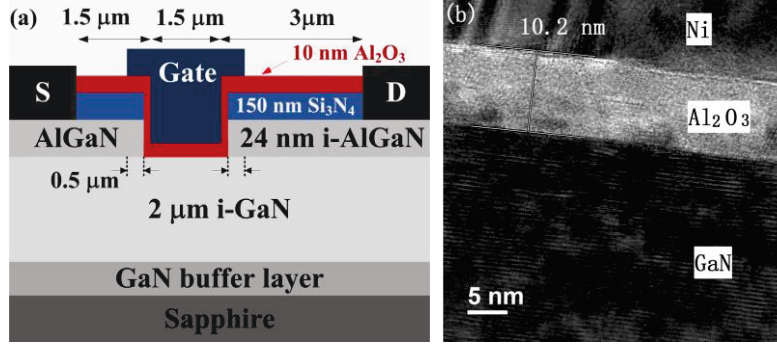 (a) 1.5 μm 1.5 μm 3μm
10 nm Al₂O₃
Gate
S D
150 nm Si₃N₄
AlGaN 24 nm i-AlGaN
0.5 μm
2 μm i-GaN
GaN buffer layer
Sapphire
(b) 10.2 nm Ni
Al₂O₃
GaN
5 nm